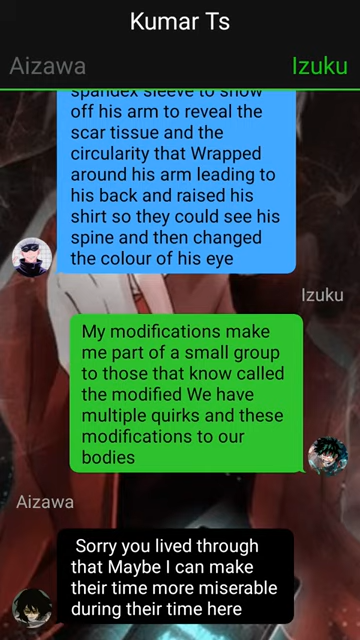 Kumar Ts
Aizawa
Izuku
spandex sleeve to show
off his arm to reveal the
scar tissue and the
circularity that Wrapped
around his arm leading to
his back and raised his
shirt so they could see his
spine and then changed
the colour of his eye
Izuku
My modifications make
me part of a small group
to those that know called
the modified We have
multiple quirks and these
modifications to our
bodies
Aizawa
Sorry you lived through
that Maybe I can make
their time more miserable
during their time here